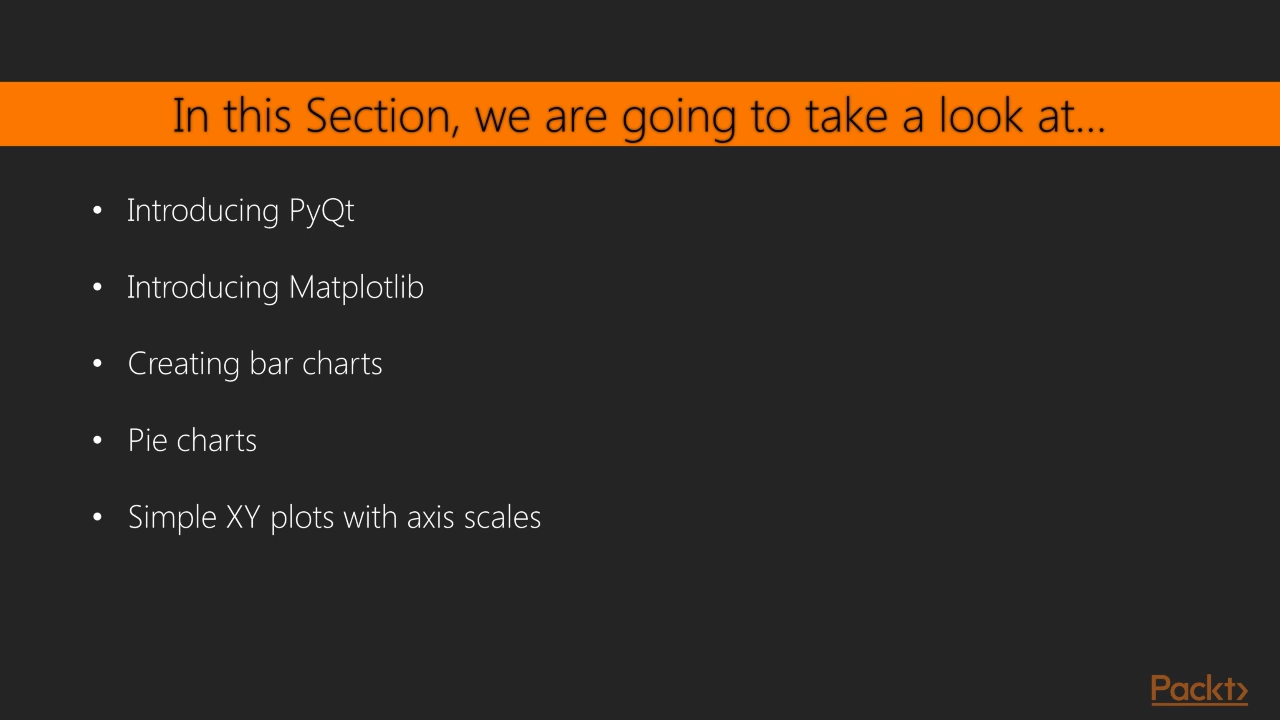 In this Section, we are going to take a look at...
• Introducing PyQt
• Introducing Matplotlib
• Creating bar charts
• Pie charts
• Simple XY plots with axis scales
Packt>